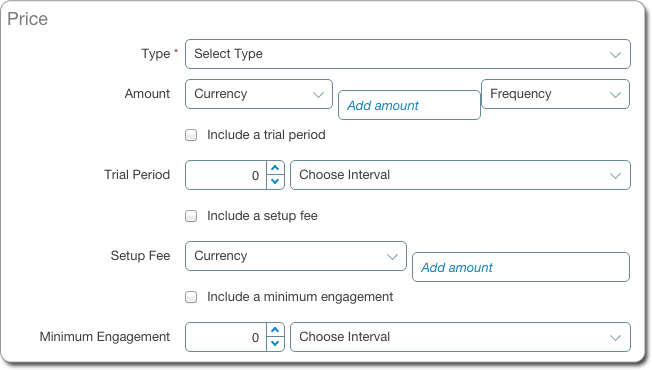 Price
Type * Select Type
Amount Currency Add amount Frequency
Include a trial period
Trial Period 0 Choose Interval
Include a setup fee
Setup Fee Currency Add amount
Include a minimum engagement
Minimum Engagement 0 Choose Interval